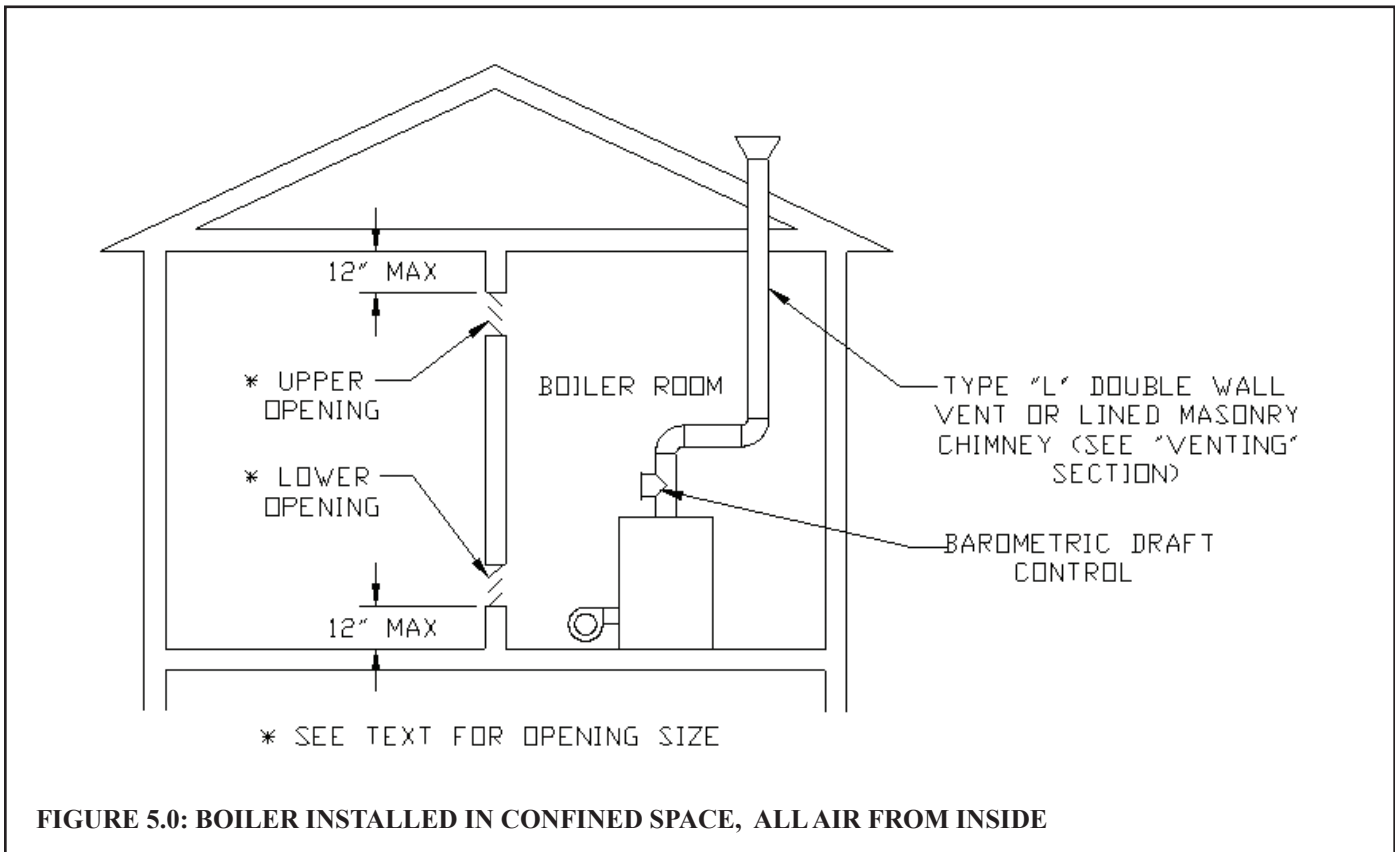 12" MAX
* UPPER
OPENING
BOILER ROOM
TYPE "L" DOUBLE WALL
VENT OR LINED MASONRY
CHIMNEY (SEE "VENTING"
SECTION)
* LOWER
OPENING
BAROMETRIC DRAFT
CONTROL
12" MAX
* SEE TEXT FOR OPENING SIZE
FIGURE 5.0: BOILER INSTALLED IN CONFINED SPACE, ALL AIR FROM INSIDE